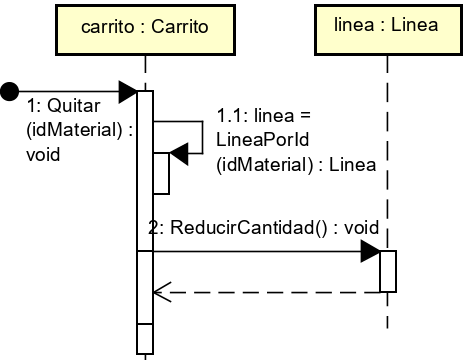 carrito : Carrito
linea : Linea
1: Quitar
(idMaterial) :
void
1.1: linea =
LineaPorId
(idMaterial) : Linea
2: ReducirCantidad() : void